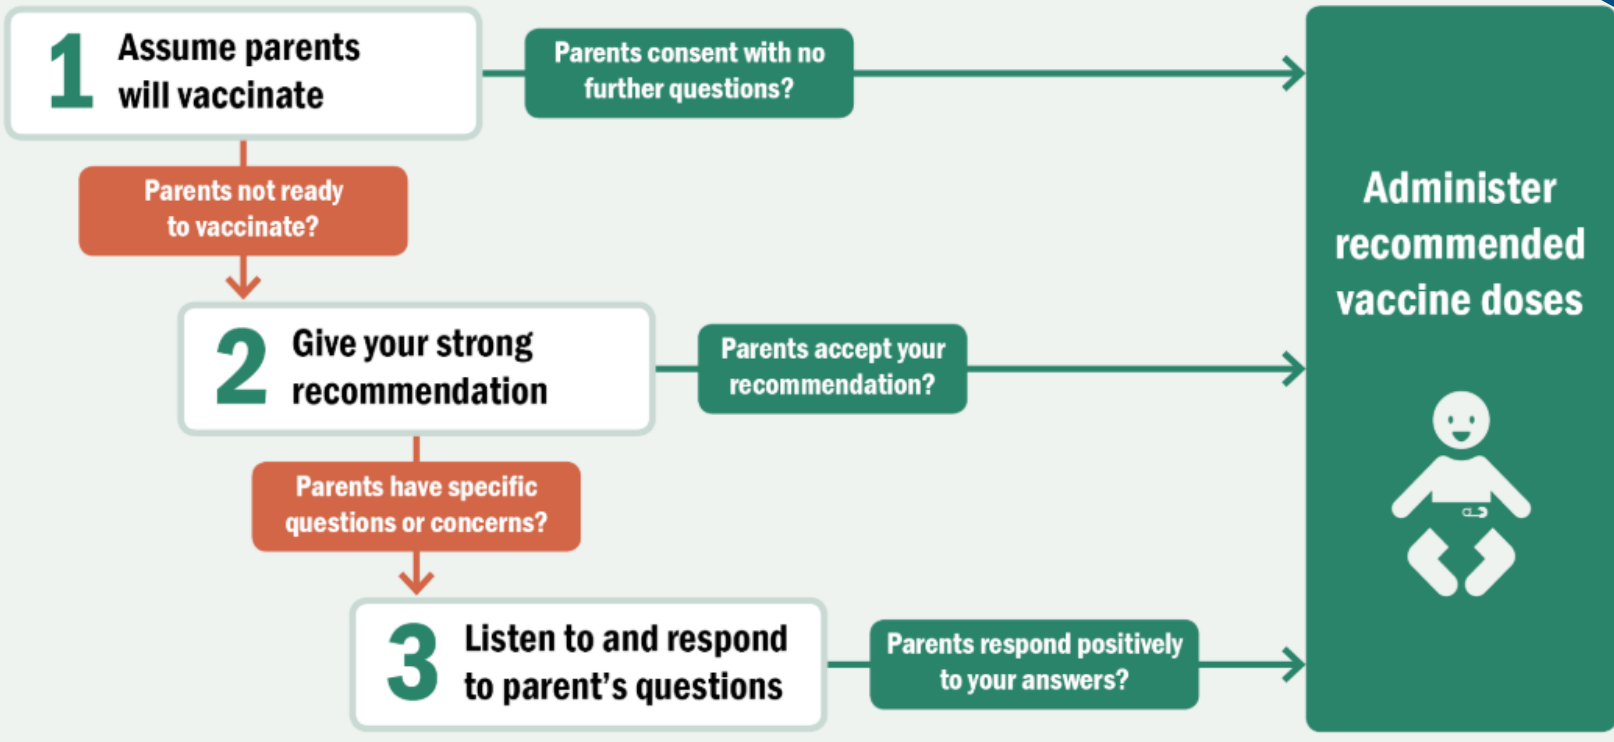 1
Assume parents
will vaccinate
Parents consent with no
further questions?
Parents not ready
to vaccinate?
2
Give your strong
recommendation
Parents accept your
recommendation?
Parents have specific
questions or concerns?
3
Listen to and respond
to parent’s questions
Parents respond positively
to your answers?
Administer
recommended
vaccine doses